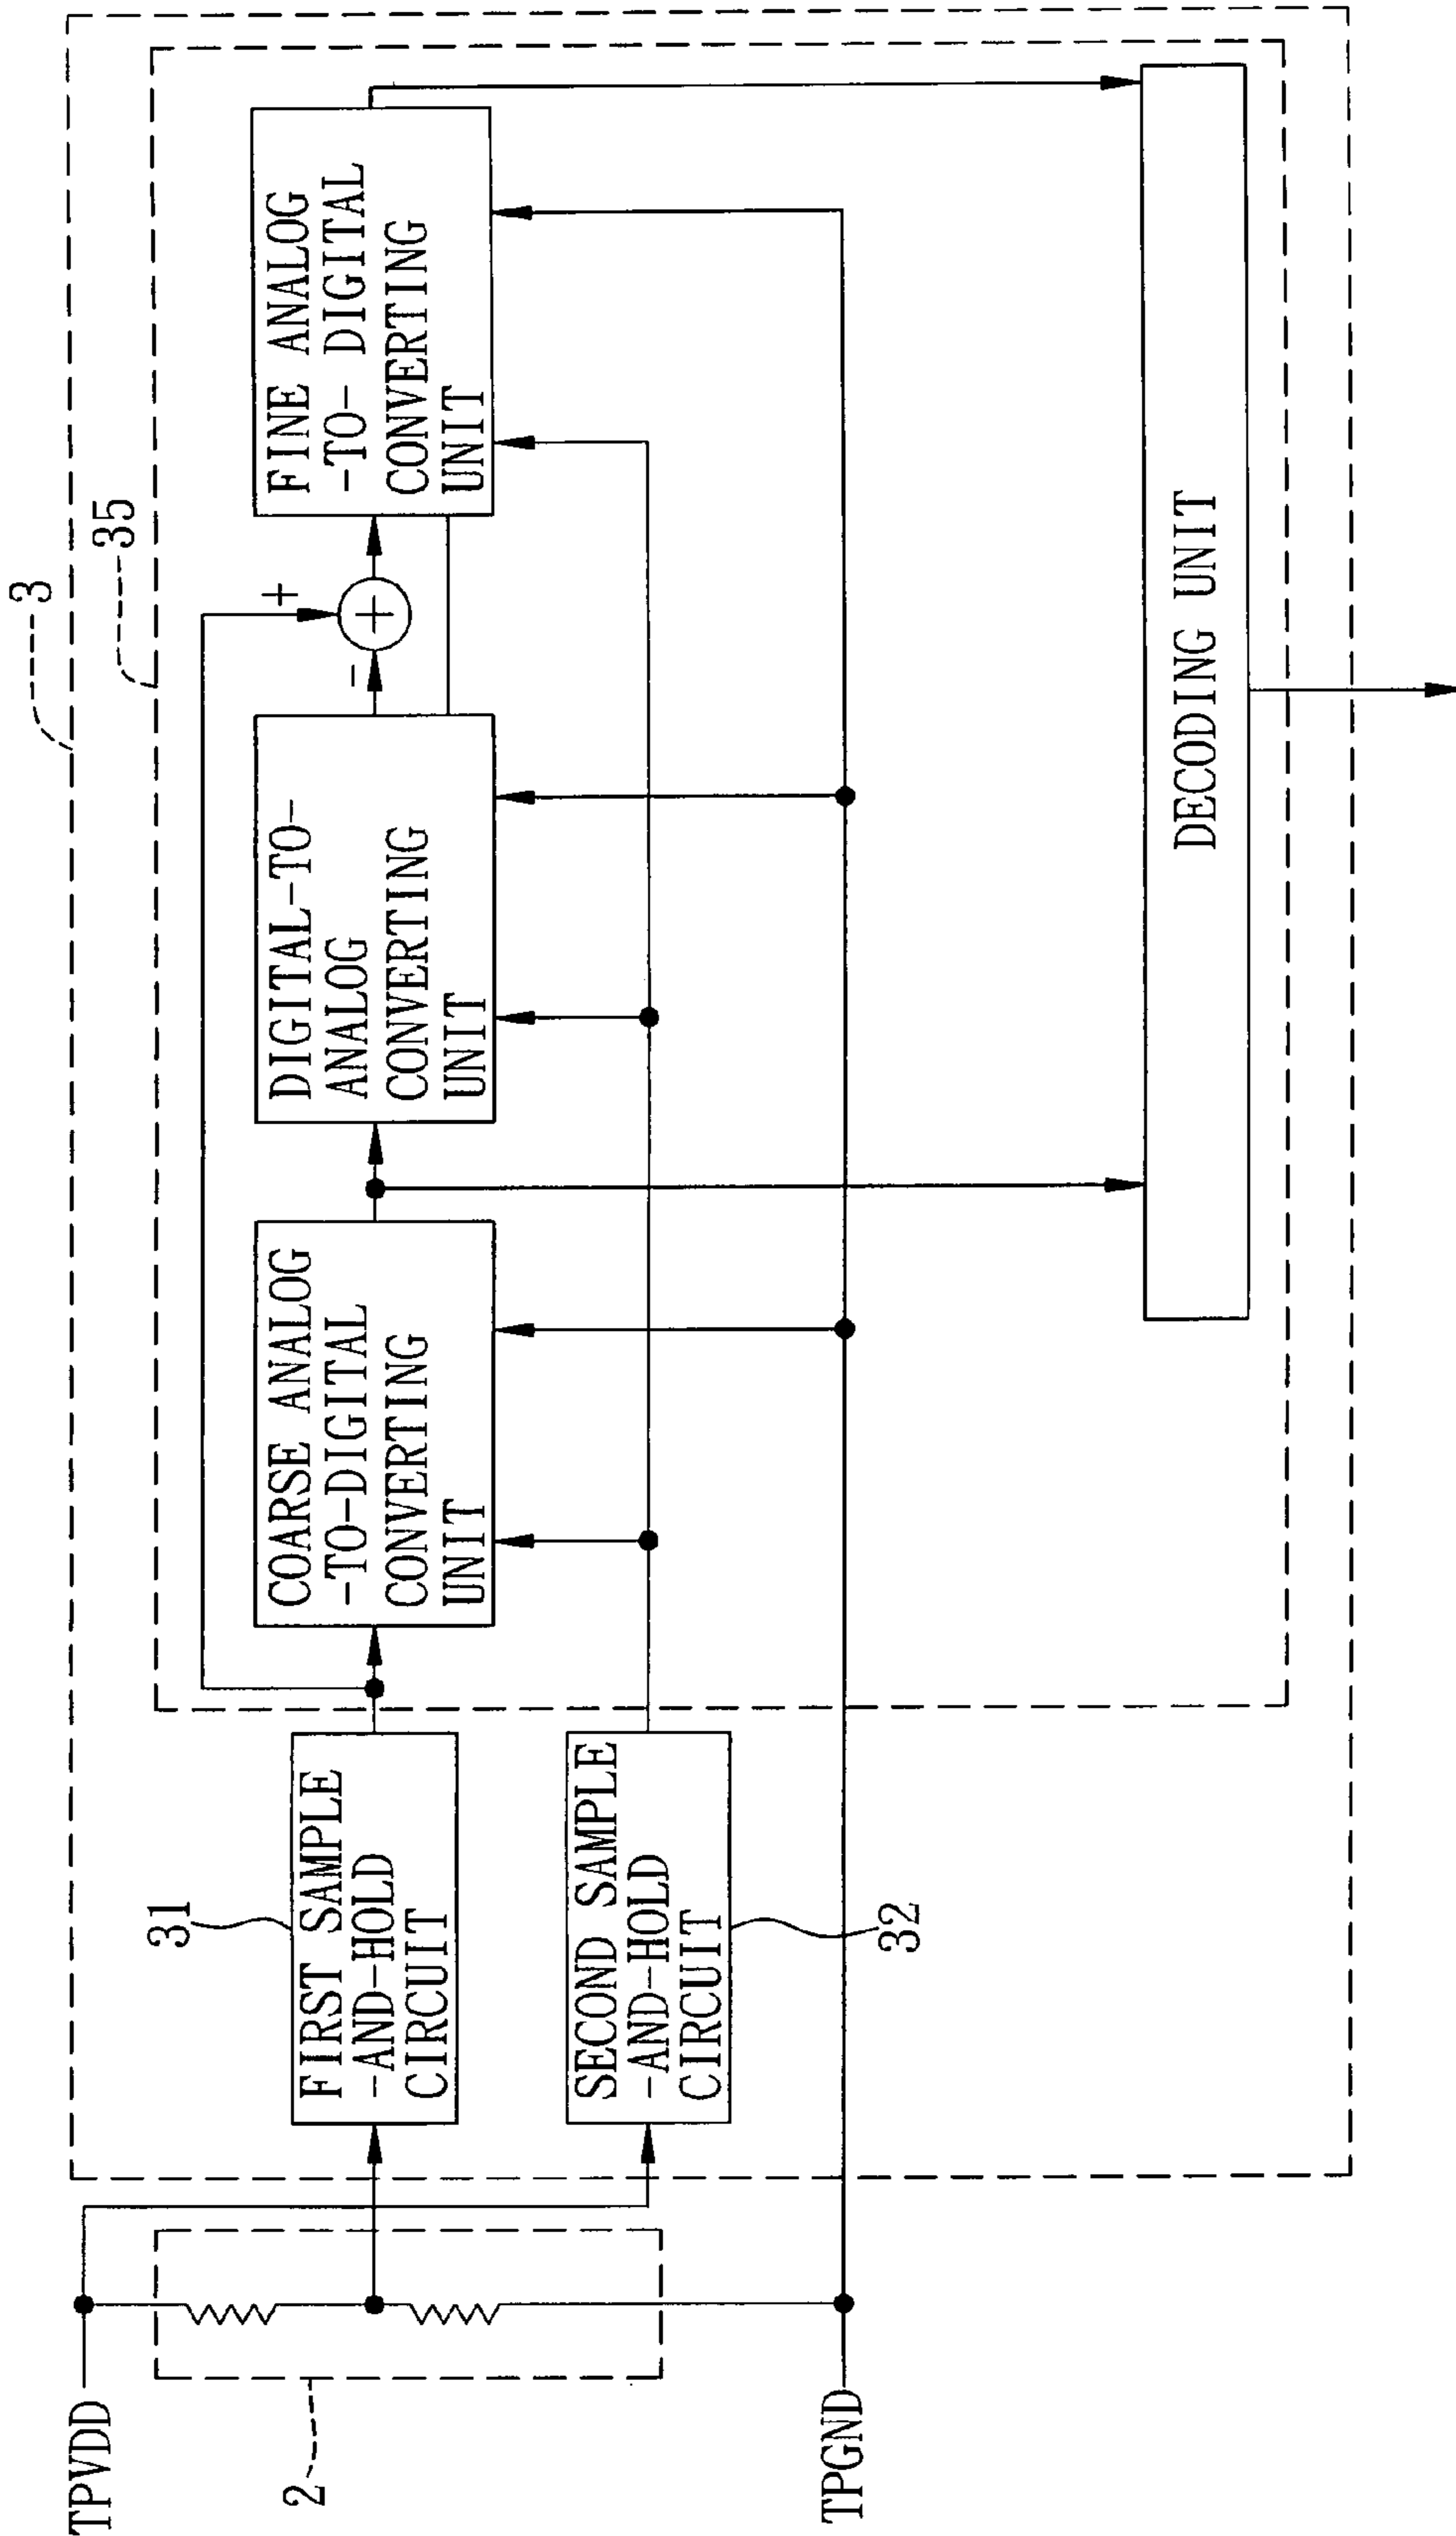 3
35
TPVDD
2
TPGND
31
FIRST SAMPLE
-AND-HOLD
CIRCUIT
SECOND SAMPLE
-AND-HOLD
CIRCUIT
32
COARSE ANALOG
-TO-DIGITAL
CONVERTING
UNIT
DIGITAL-TO-
ANALOG
CONVERTING
UNIT
+
-
+
FINE ANALOG
-TO- DIGITAL
CONVERTING
UNIT
DECODING UNIT